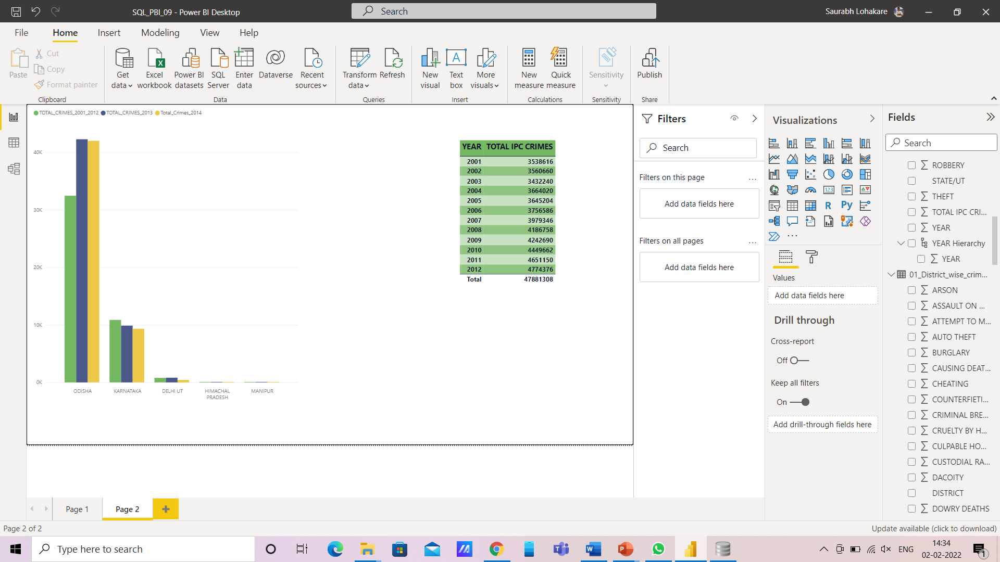 SQL_PBI_09 - Power BI Desktop
Search
Saurabh Lohakare
File Home Insert Modeling View Help
Paste
Cut
Copy
Format painter
Clipboard
Get data
Excel workbook
Power BI datasets
SQL Server
Enter data
Dataverse
Recent sources
Data
Transform data
Refresh
Queries
New visual
Text box
More visuals
Insert
New measure
Quick measure
Calculations
Sensitivity
Sensitivity
Publish
Share
TOTAL_CRIMES_2001_2012 TOTAL_CRIMES_2013 Total_Crimes_2014
40K
30K
20K
10K
0K
ODISHA KARNATAKA DELHI UT HIMACHAL PRADESH MANIPUR
YEAR TOTAL IPC CRIMES
2001 3538616
2002 3560660
2003 3432240
2004 3664020
2005 3645204
2006 3756586
2007 3979346
2008 4186758
2009 4242690
2010 4449662
2011 4651150
2012 4774376
Total 47881308
Filters
Search
Filters on this page ...
Add data fields here
Filters on all pages ...
Add data fields here
Visualizations
123
R Py
...
Values
Add data fields here
Drill through
Cross-report
Off
Keep all filters
On
Add drill-through fields here
Fields
Search
ROBBERY
STATE/UT
THEFT
TOTAL IPC CRI...
YEAR
YEAR Hierarchy
YEAR
01_District_wise_crim...
ARSON
ASSAULT ON ...
ATTEMPT TO M...
AUTO THEFT
BURGLARY
CAUSING DEAT...
CHEATING
COUNTERFIETI...
CRIMINAL BRE...
CRUELTY BY H...
CULPABLE HO...
CUSTODIAL RA...
DACOITY
DISTRICT
DOWRY DEATHS
Page 1 Page 2 +
Page 2 of 2
Update available (click to download)
Type here to search
ENG
14:34
02-02-2022
1